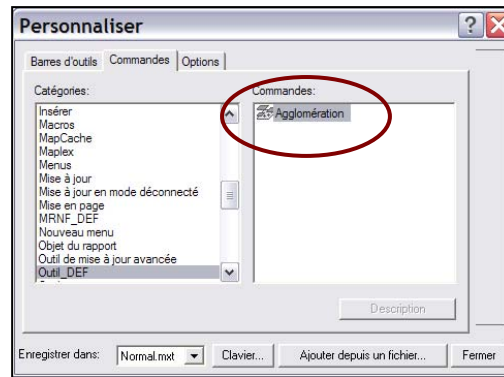 Personnaliser
Barres d'outils
Commandes
Options
Catégories:
Insérer
Macros
MapCache
Maplex
Menus
Mise à jour
Mise à jour en mode déconnecté
Mise en page
MRNF_DEF
Nouveau menu
Objet du rapport
Outil de mise à jour avancée
Outil_DEF
Commandes:
Agglomération
Description
Enregistrer dans:
Normal.mxt
Clavier...
Ajouter depuis un fichier...
Fermer